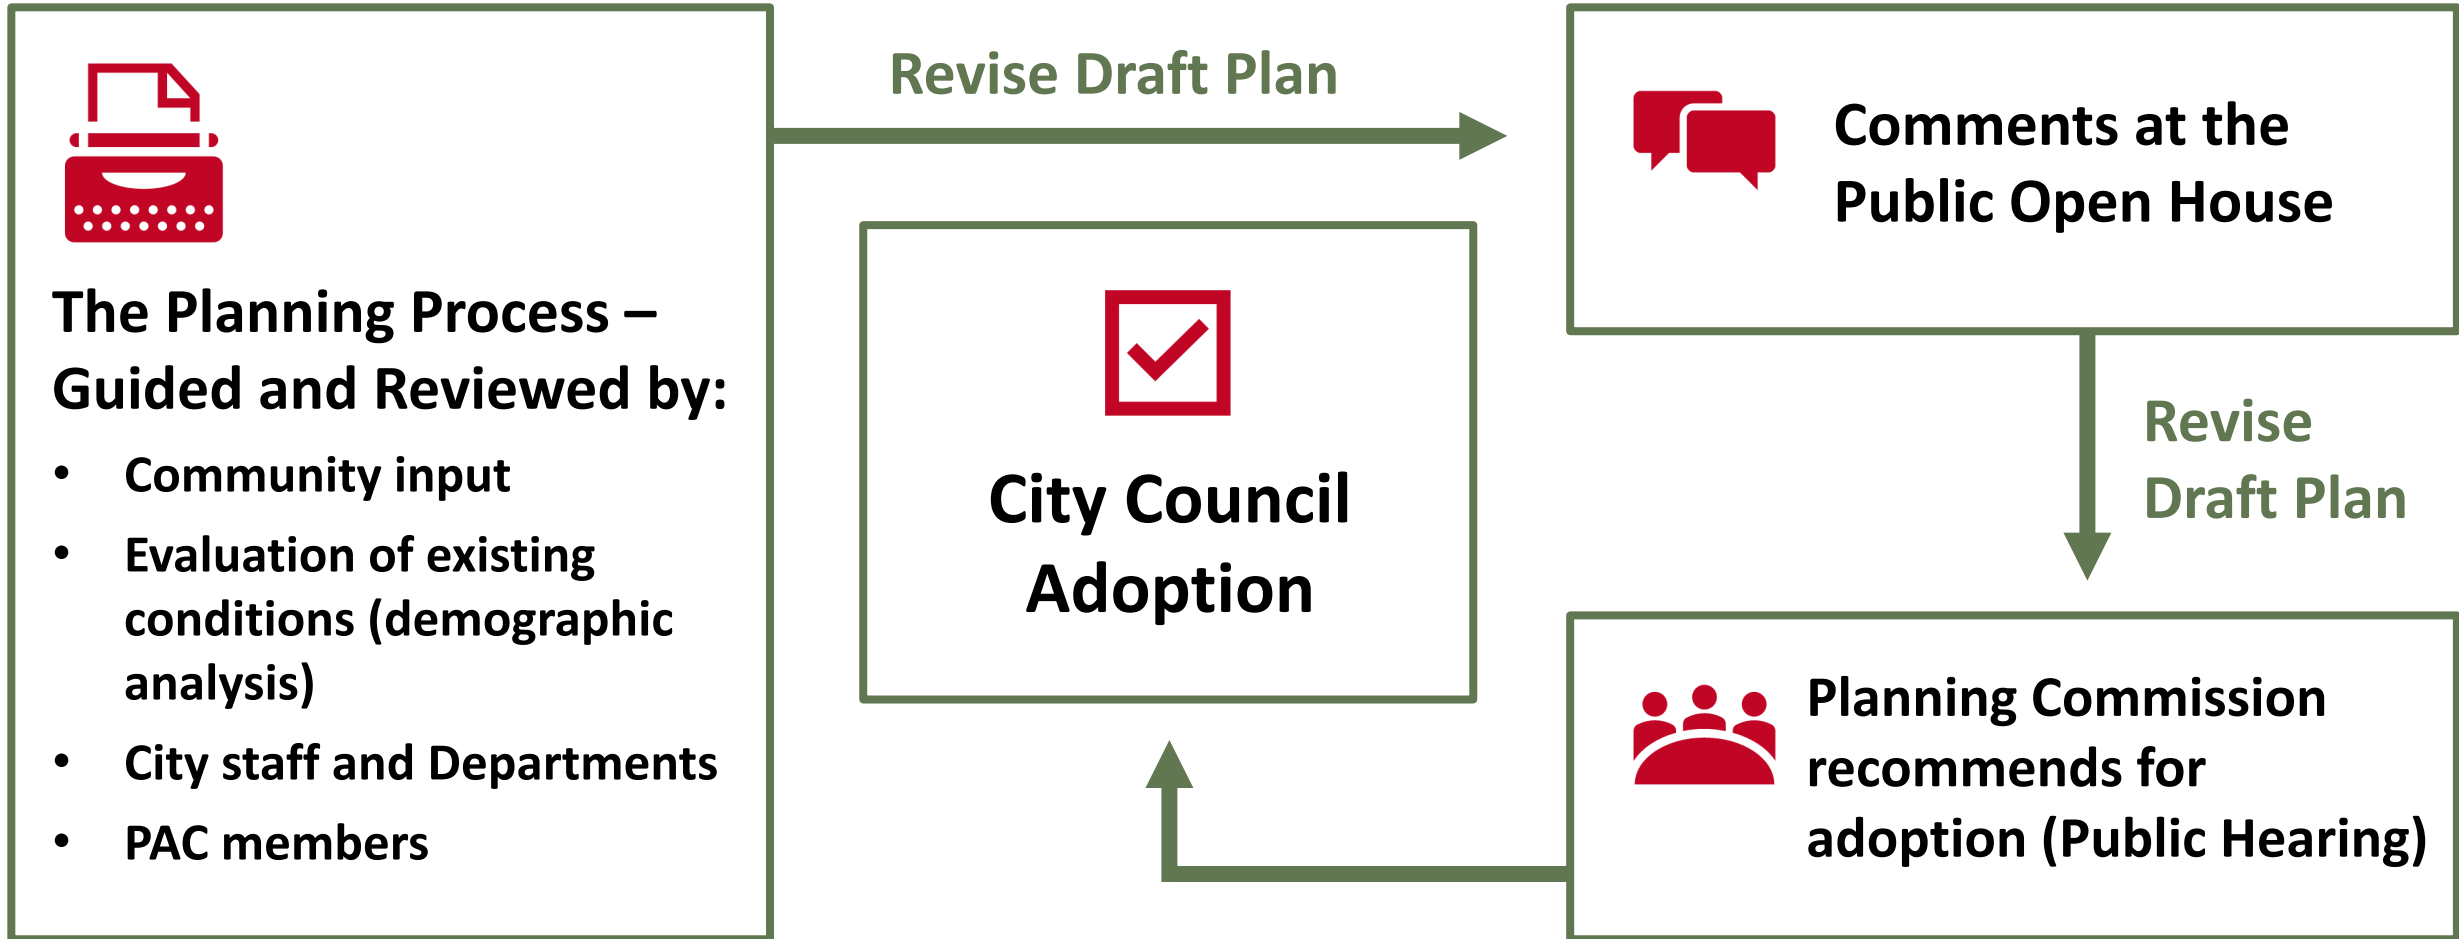 The Planning Process –
Guided and Reviewed by:
• Community input
• Evaluation of existing
conditions (demographic
analysis)
• City staff and Departments
• PAC members
Revise Draft Plan
Comments at the
Public Open House
Revise
Draft Plan
Planning Commission
recommends for
adoption (Public Hearing)
City Council
Adoption